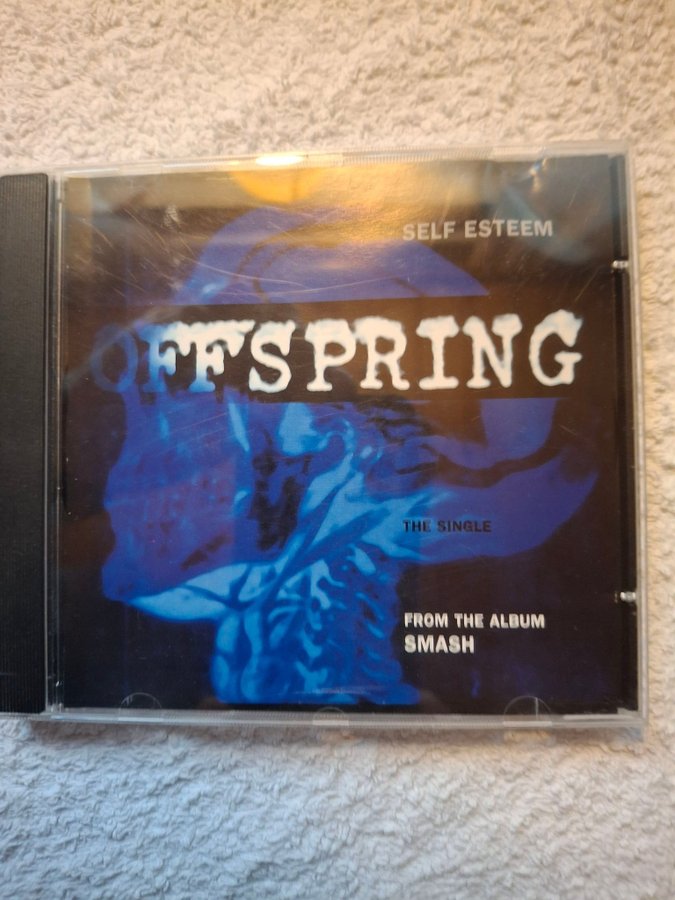 SELF ESTEEM
OFFSPRING
THE SINGLE
FROM THE ALBUM
SMASH